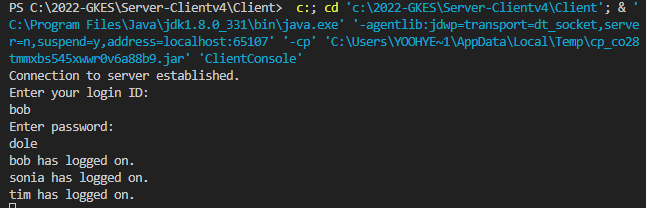 PS C:\2022-GKES\Server-Clientv4\Client>  c:; cd 'c:\2022-GKES\Server-Clientv4\Client'; & '
C:\Program Files\Java\jdk1.8.0_331\bin\java.exe' '-agentlib:jdwp=transport=dt_socket,serve
r=n,suspend=y,address=localhost:65107' '-cp' 'C:\Users\YOOHYE~1\AppData\Local\Temp\cp_co28
tmmxbs545xwwr0v6a88b9.jar' 'ClientConsole'
Connection to server established.
Enter your login ID:
bob
Enter password:
dole
bob has logged on.
sonia has logged on.
tim has logged on.